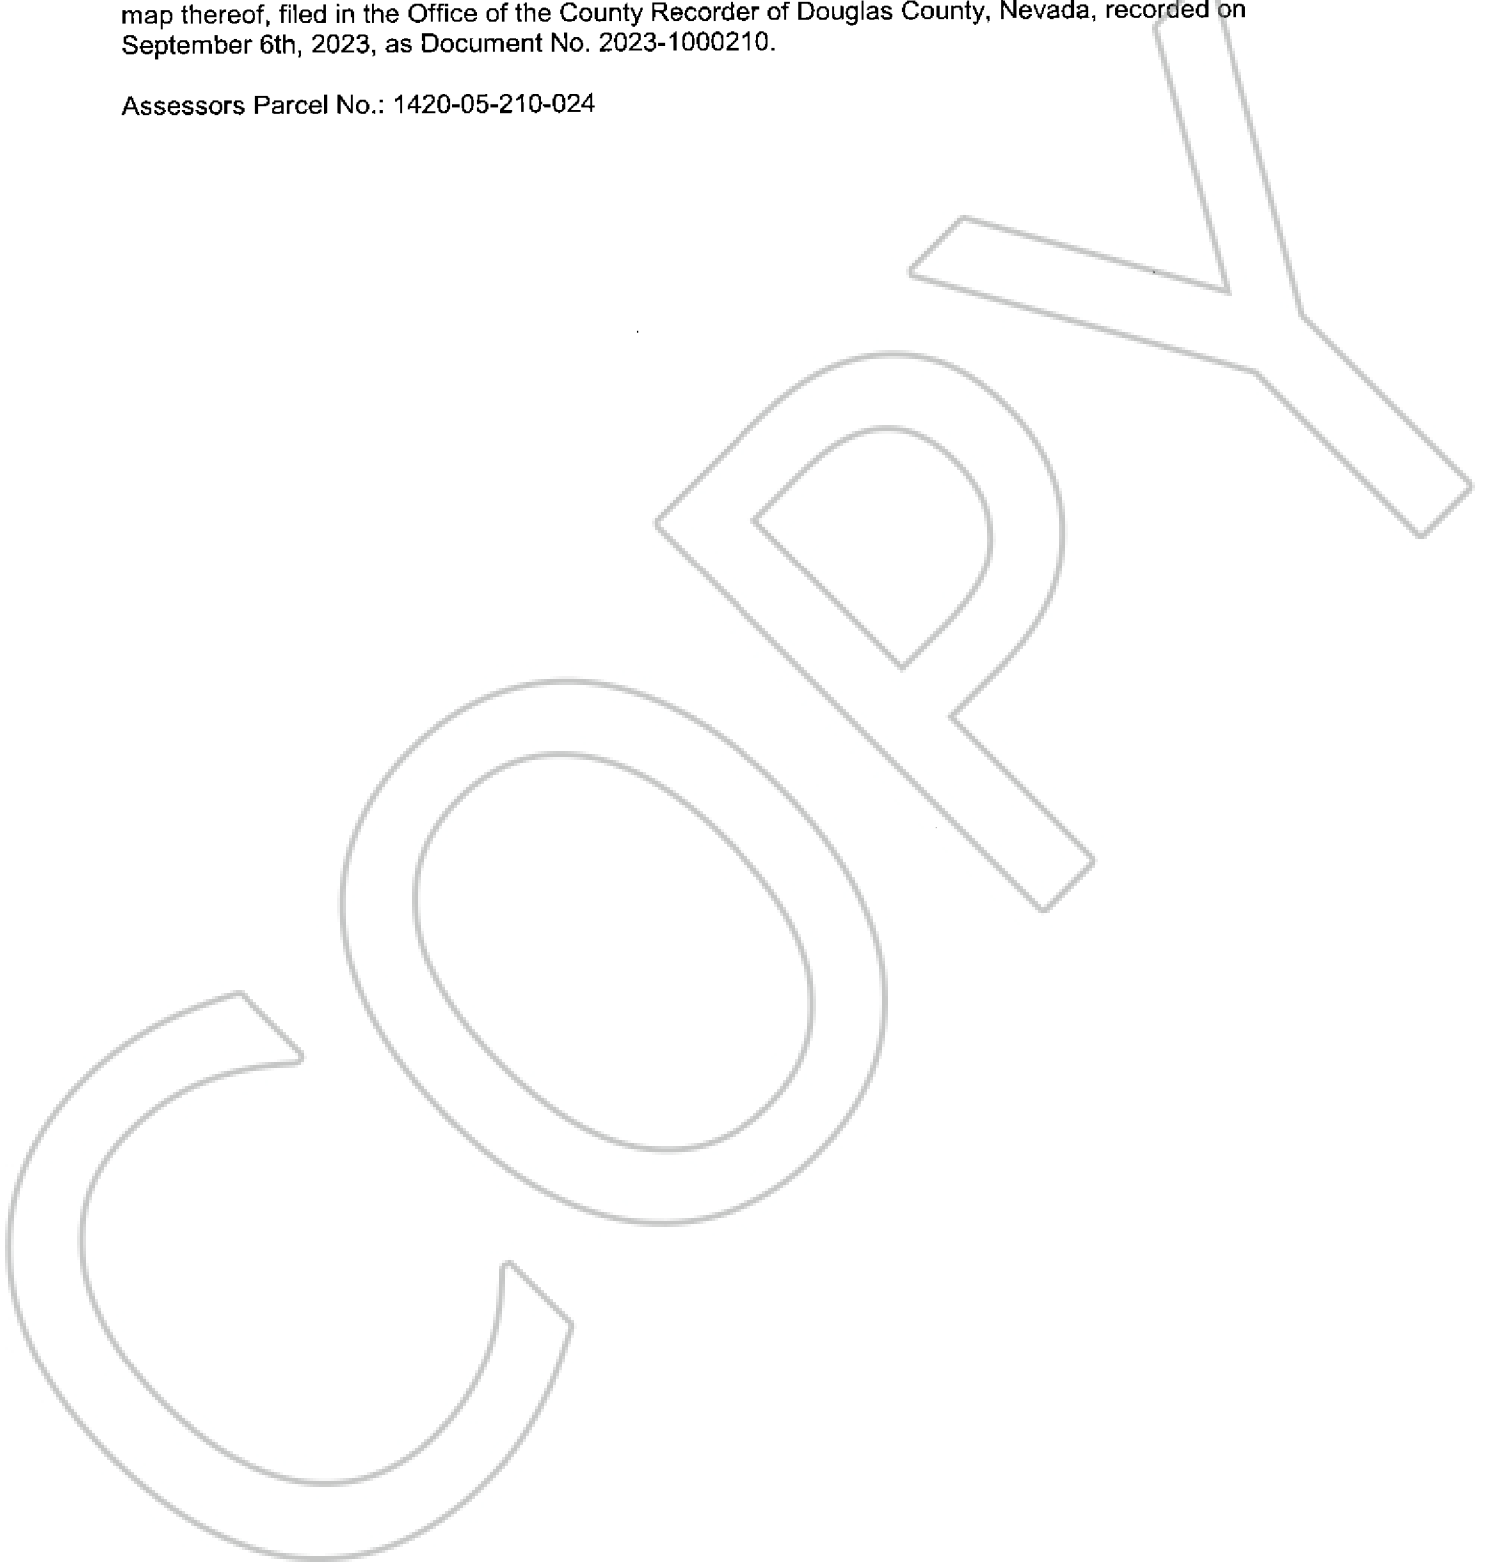 map thereof, filed in the Office of the County Recorder of Douglas County, Nevada, recorded on
September 6th, 2023, as Document No. 2023-1000210.
Assessors Parcel No.: 1420-05-210-024
COPY